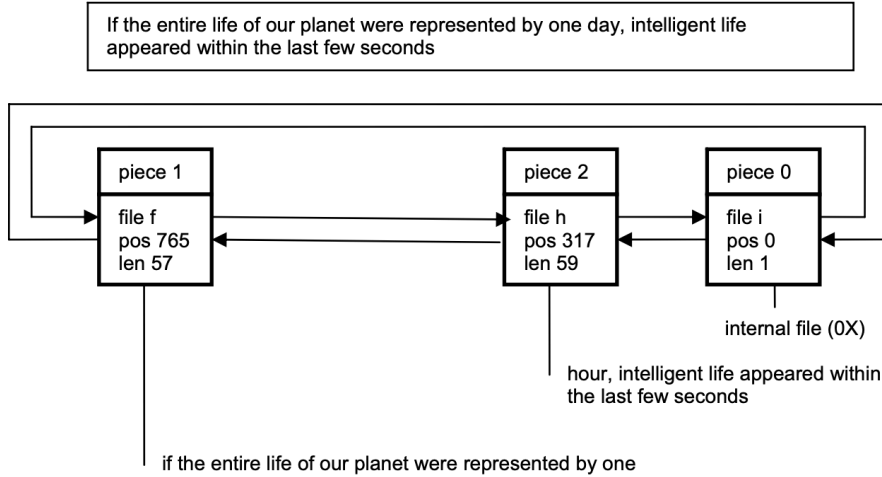 If the entire life of our planet were represented by one day, intelligent life
appeared within the last few seconds
piece 1
file f
pos 765
len 57
piece 2
file h
pos 317
len 59
piece 0
file i
pos 0
len 1
internal file (0X)
hour, intelligent life appeared within
the last few seconds
if the entire life of our planet were represented by one